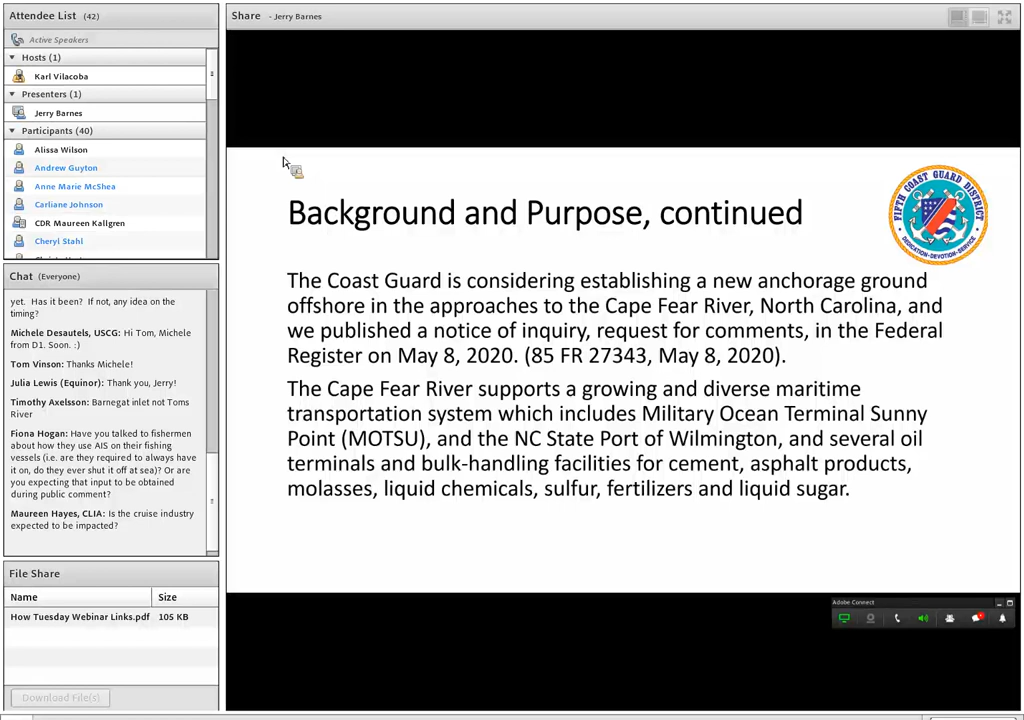 Attendee List (42)
Active Speakers
Hosts (1)
Karl Vilacoba
Presenters (1)
Jerry Barnes
Participants (40)
Alissa Wilson
Andrew Guyton
Anne Marie McShea
Carliane Johnson
CDR Maureen Kallgren
Cheryl Stahl
Chat (Everyone)
yet. Has it been? If not, any idea on the
timing?
Michele Desautels, USCG: Hi Tom, Michele
from D1. Soon. :)
Tom Vinson: Thanks Michele!
Julia Lewis (Equinor): Thank you, Jerry!
Timothy Axelsson: Barnegat inlet not Toms
River
Fiona Hogan: Have you talked to fishermen
about how they use AIS on their fishing
vessels (i.e. are they required to always have
it on, do they ever shut it off at sea)? Or are
you expecting that input to be obtained
during public comment?
Maureen Hayes, CLIA: Is the cruise industry
expected to be impacted?
File Share
Name Size
How Tuesday Webinar Links.pdf 105 KB
Download File(s)
Share - Jerry Barnes
Background and Purpose, continued
FIFTH COAST GUARD DISTRICT
DEDICATION-DEVOTION-SERVICE
The Coast Guard is considering establishing a new anchorage ground
offshore in the approaches to the Cape Fear River, North Carolina, and
we published a notice of inquiry, request for comments, in the Federal
Register on May 8, 2020. (85 FR 27343, May 8, 2020).
The Cape Fear River supports a growing and diverse maritime
transportation system which includes Military Ocean Terminal Sunny
Point (MOTSU), and the NC State Port of Wilmington, and several oil
terminals and bulk-handling facilities for cement, asphalt products,
molasses, liquid chemicals, sulfur, fertilizers and liquid sugar.
Adobe Connect